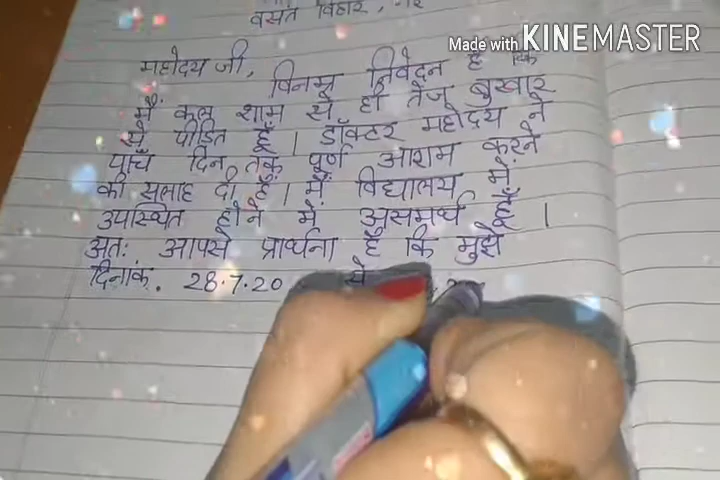 वसंत विहार,
Made with KINEMASTER
महोदय जी,
विनम्र निवेदन है कि
मैं कल शाम से ही तेज़ बुखार
से पीडित हूँ। डॉक्टर महोदय ने
पाँच दिन तक पूर्ण आराम करने
की सलाह दी है। मैं विद्यालय में
उपस्थित होने में असमर्थ हूँ।
अतः आपसे प्रार्थना है कि मुझे
दिनांक. 28.7.20 से